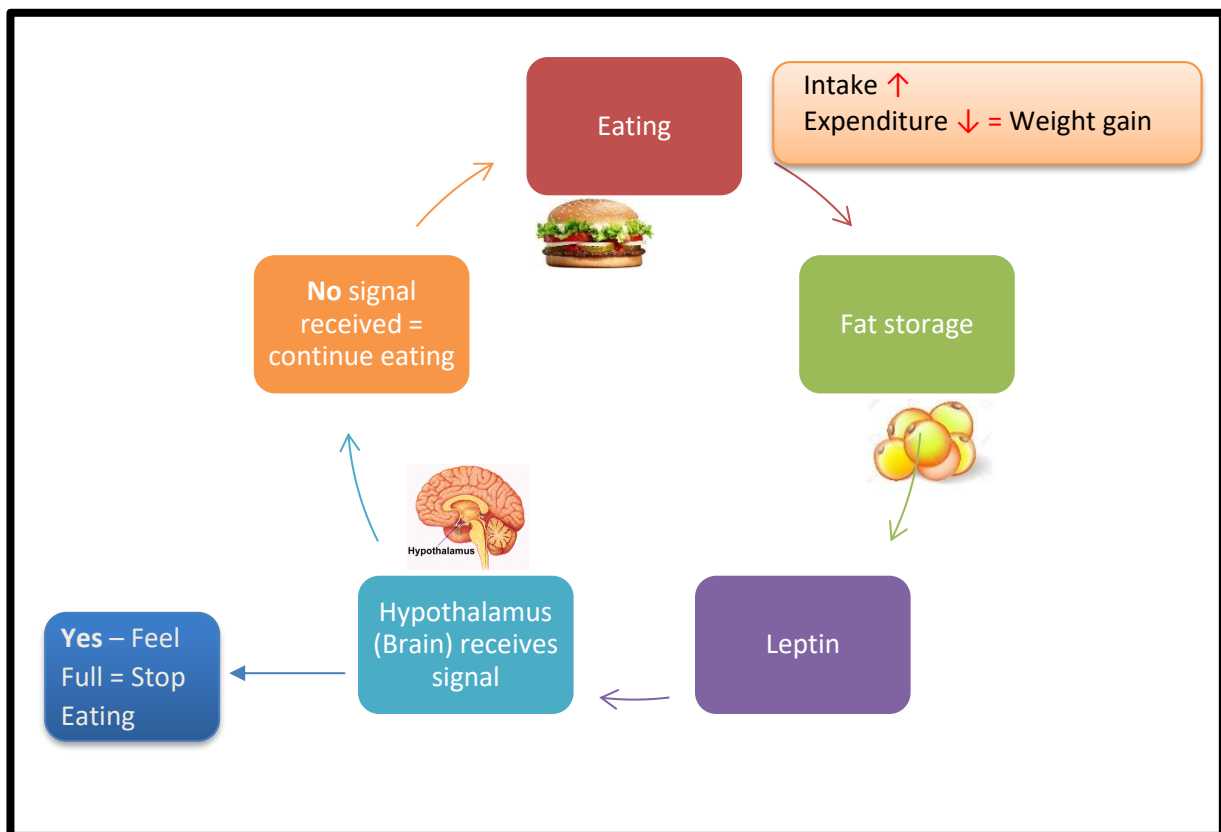 Eating
Intake ↑
Expenditure ↓ = Weight gain
Fat storage
Leptin
Hypothalamus
(Brain) receives
signal
Hypothalamus
Yes – Feel
Full = Stop
Eating
No signal
received =
continue eating